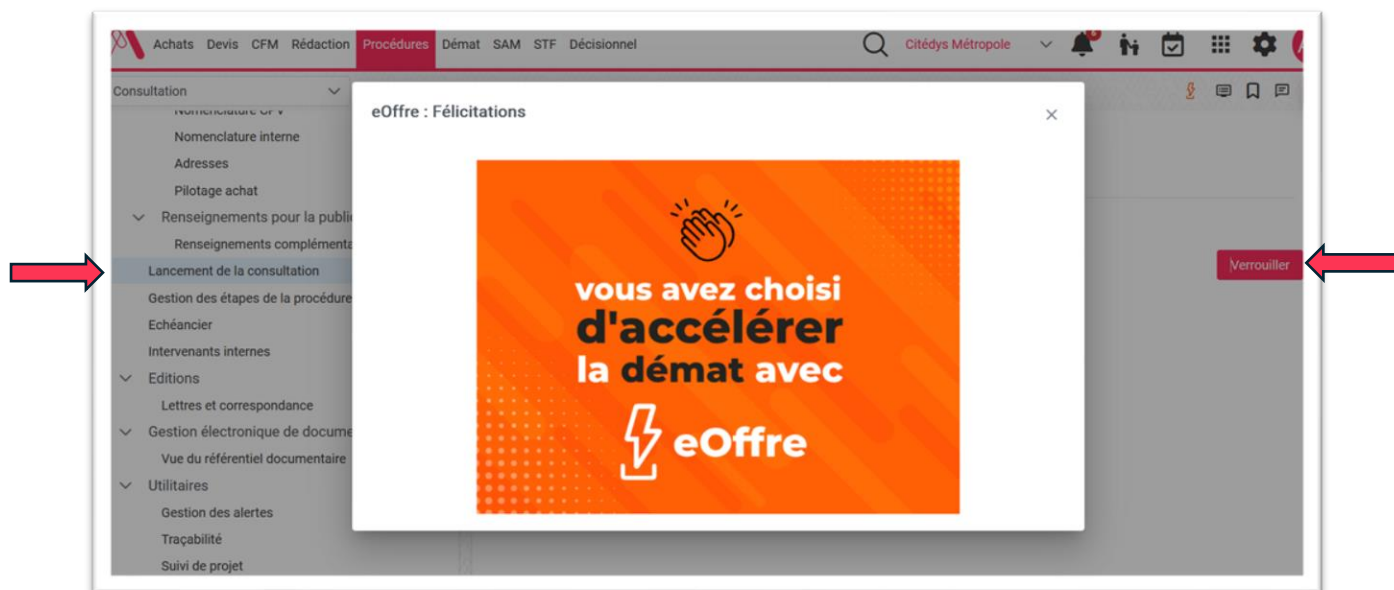 Achats Devis CFM Rédaction Procédures Démat SAM STF Décisionnel Citédys Métropole
Consultation
Nomenclature CPV
Nomenclature interne
Adresses
Pilotage achat
Renseignements pour la publi
Renseignements complémenta
Lancement de la consultation
Gestion des étapes de la procédure
Echéancier
Intervenants internes
Editions
Lettres et correspondance
Gestion électronique de docume
Vue du référentiel documentaire
Utilitaires
Gestion des alertes
Traçabilité
Suivi de projet
eOffre : Félicitations
vous avez choisi
d'accélérer
la démat avec
eOffre
Verrouiller